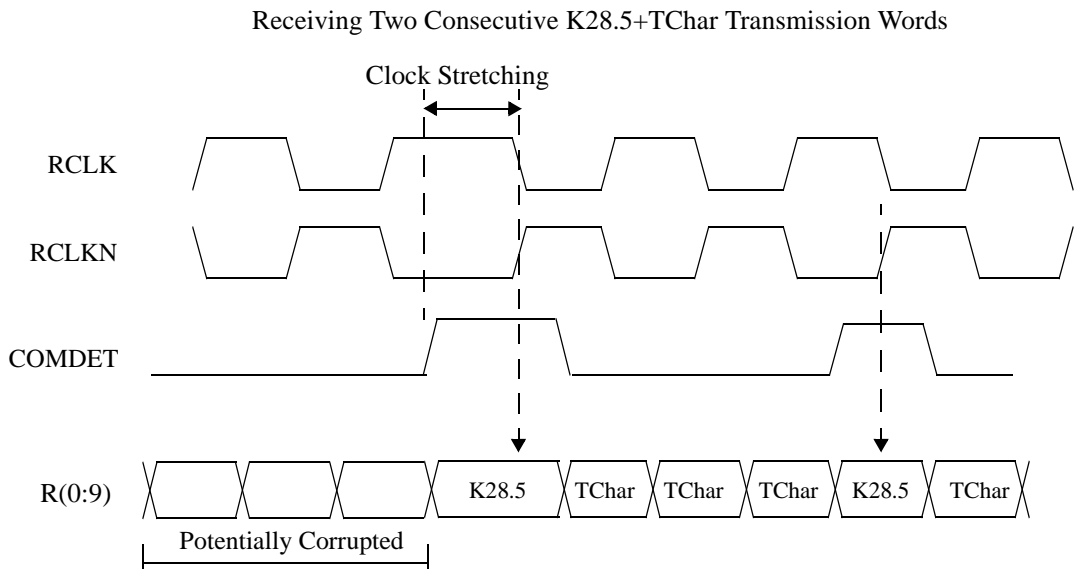 Receiving Two Consecutive K28.5+TChar Transmission Words
Clock Stretching
RCLK
RCLKN
COMDET
R(0:9)
K28.5
TChar
TChar
TChar
K28.5
TChar
Potentially Corrupted